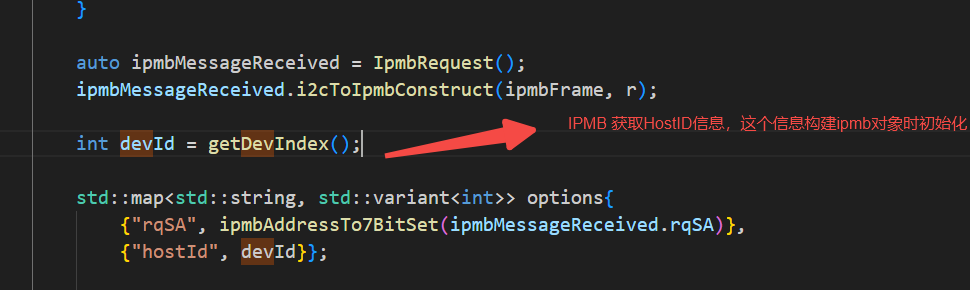 }
auto ipmbMessageReceived = IpmbRequest();
ipmbMessageReceived.i2cToIpmbConstruct(ipmbFrame, r);
IPMB 获取HostID信息，这个信息构建ipmb对象时初始化
int devId = getDevIndex();
std::map<std::string, std::variant<int>> options{
{"rqSA", ipmbAddressTo7BitSet(ipmbMessageReceived.rqSA)},
{"hostId", devId}};